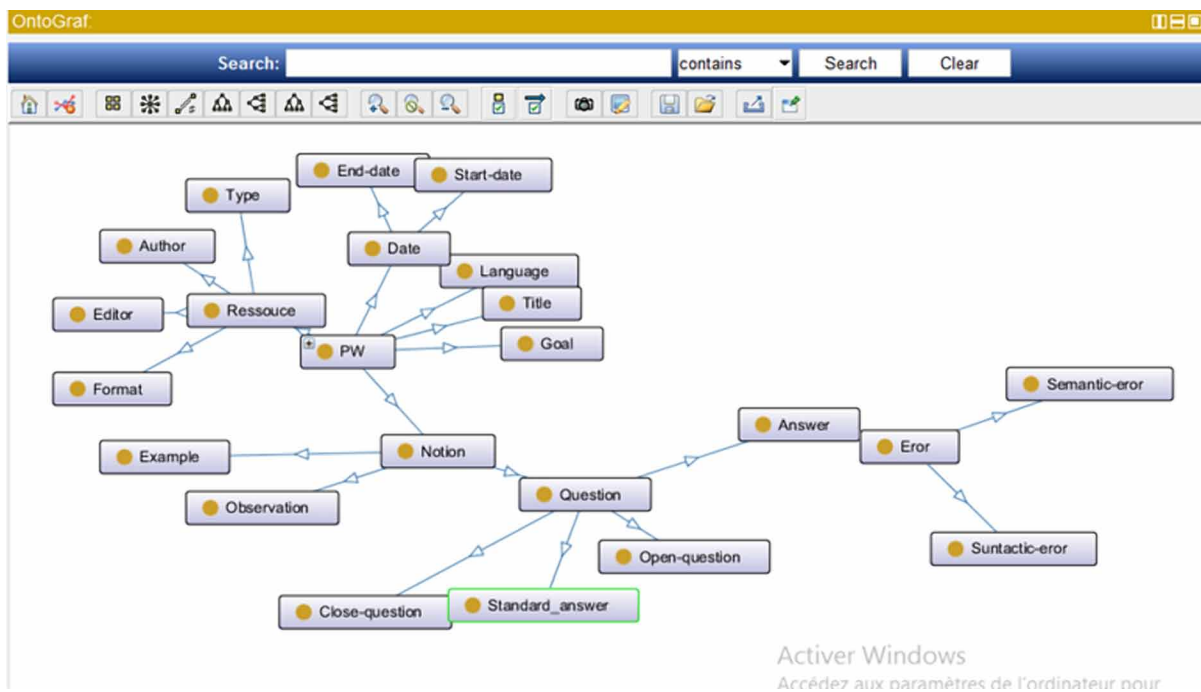 OntoGraf:
Search:
contains
Search
Clear
End-date
Start-date
Type
Author
Date
Language
Title
Editor
Ressouce
PW
Goal
Format
Semantic-eror
Answer
Eror
Example
Notion
Observation
Question
Open-question
Suntactic-eror
Close-question
Standard_answer
Activer Windows
Accédez aux paramètres de l'ordinateur pour